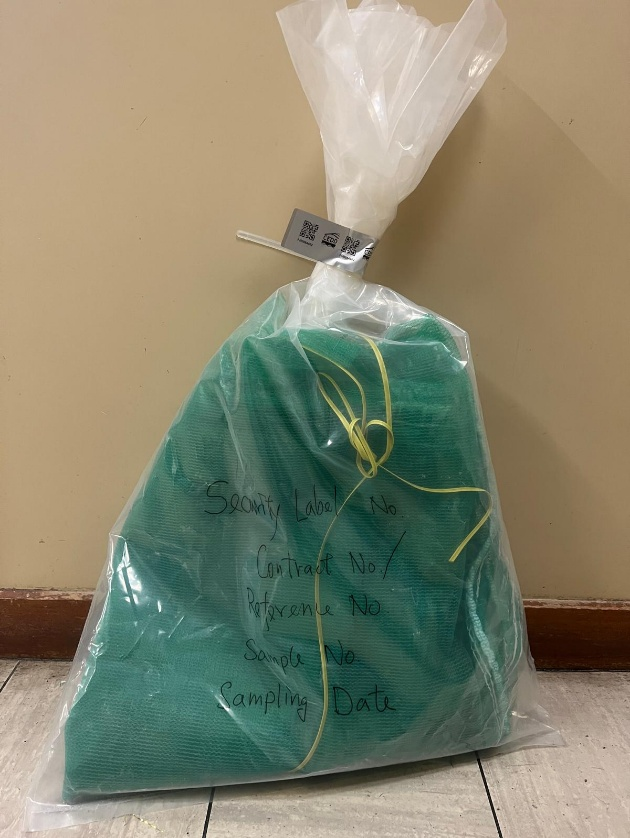 Security Label No.
Contract No/
Reference No
Sample No
Sampling Date